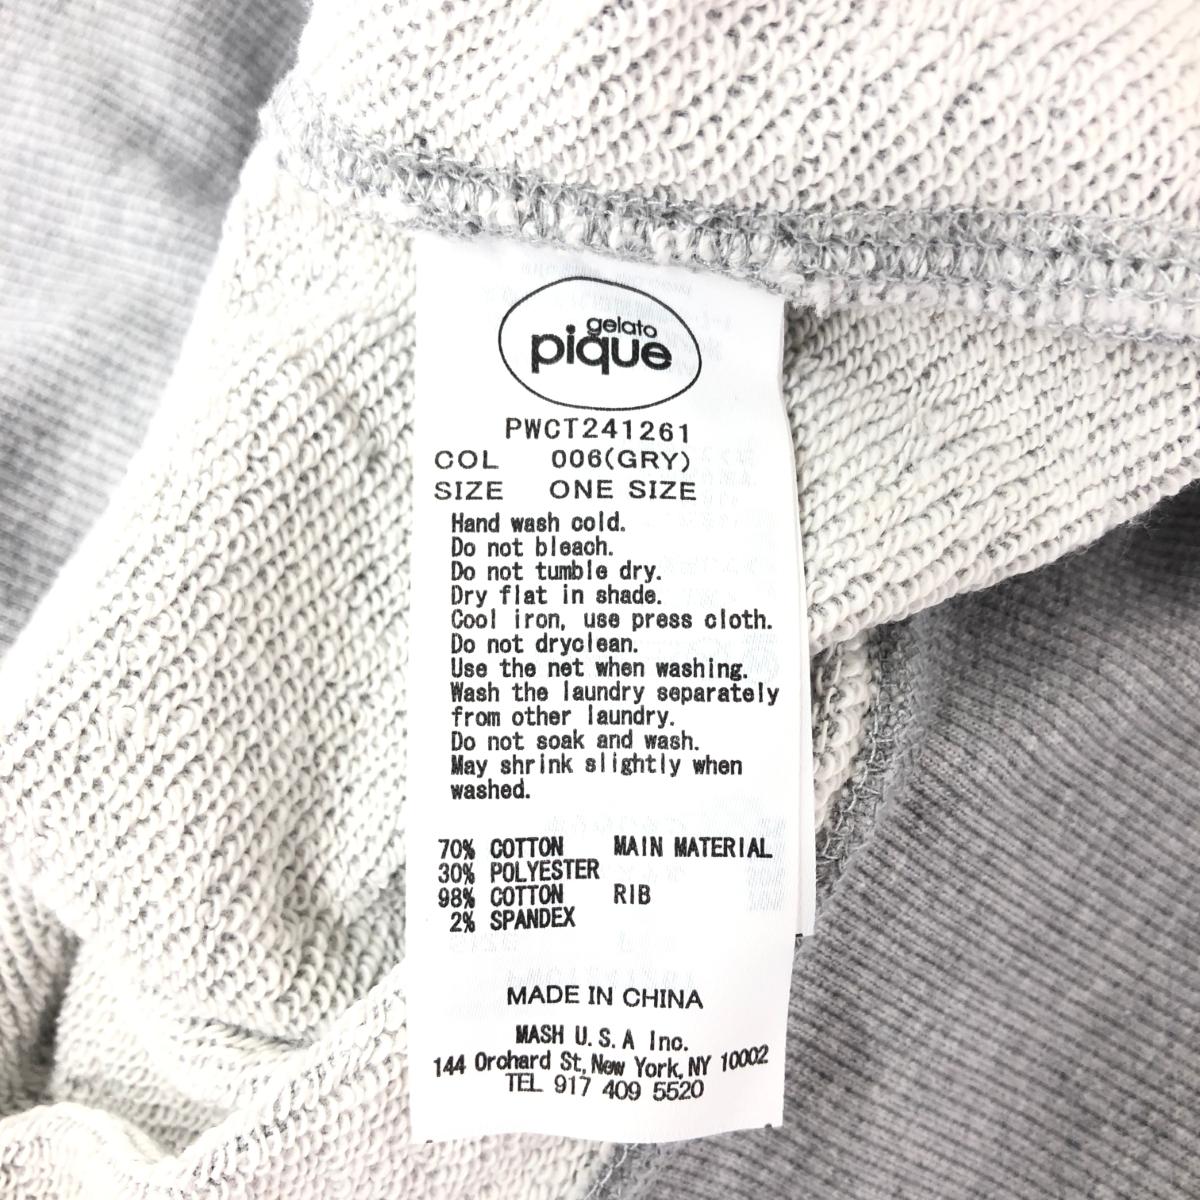 gelato
pique
PWCT241261
COL 006(GRY)
SIZE ONE SIZE
Hand wash cold.
Do not bleach.
Do not tumble dry.
Dry flat in shade.
Cool iron, use press cloth.
Do not dryclean.
Use the net when washing.
Wash the laundry separately
from other laundry.
Do not soak and wash.
May shrink slightly when
washed.
70% COTTON MAIN MATERIAL
30% POLYESTER
98% COTTON RIB
2% SPANDEX
MADE IN CHINA
MASH U.S.A Inc.
144 Orchard St, New York, NY 10002
TEL 917 409 5520